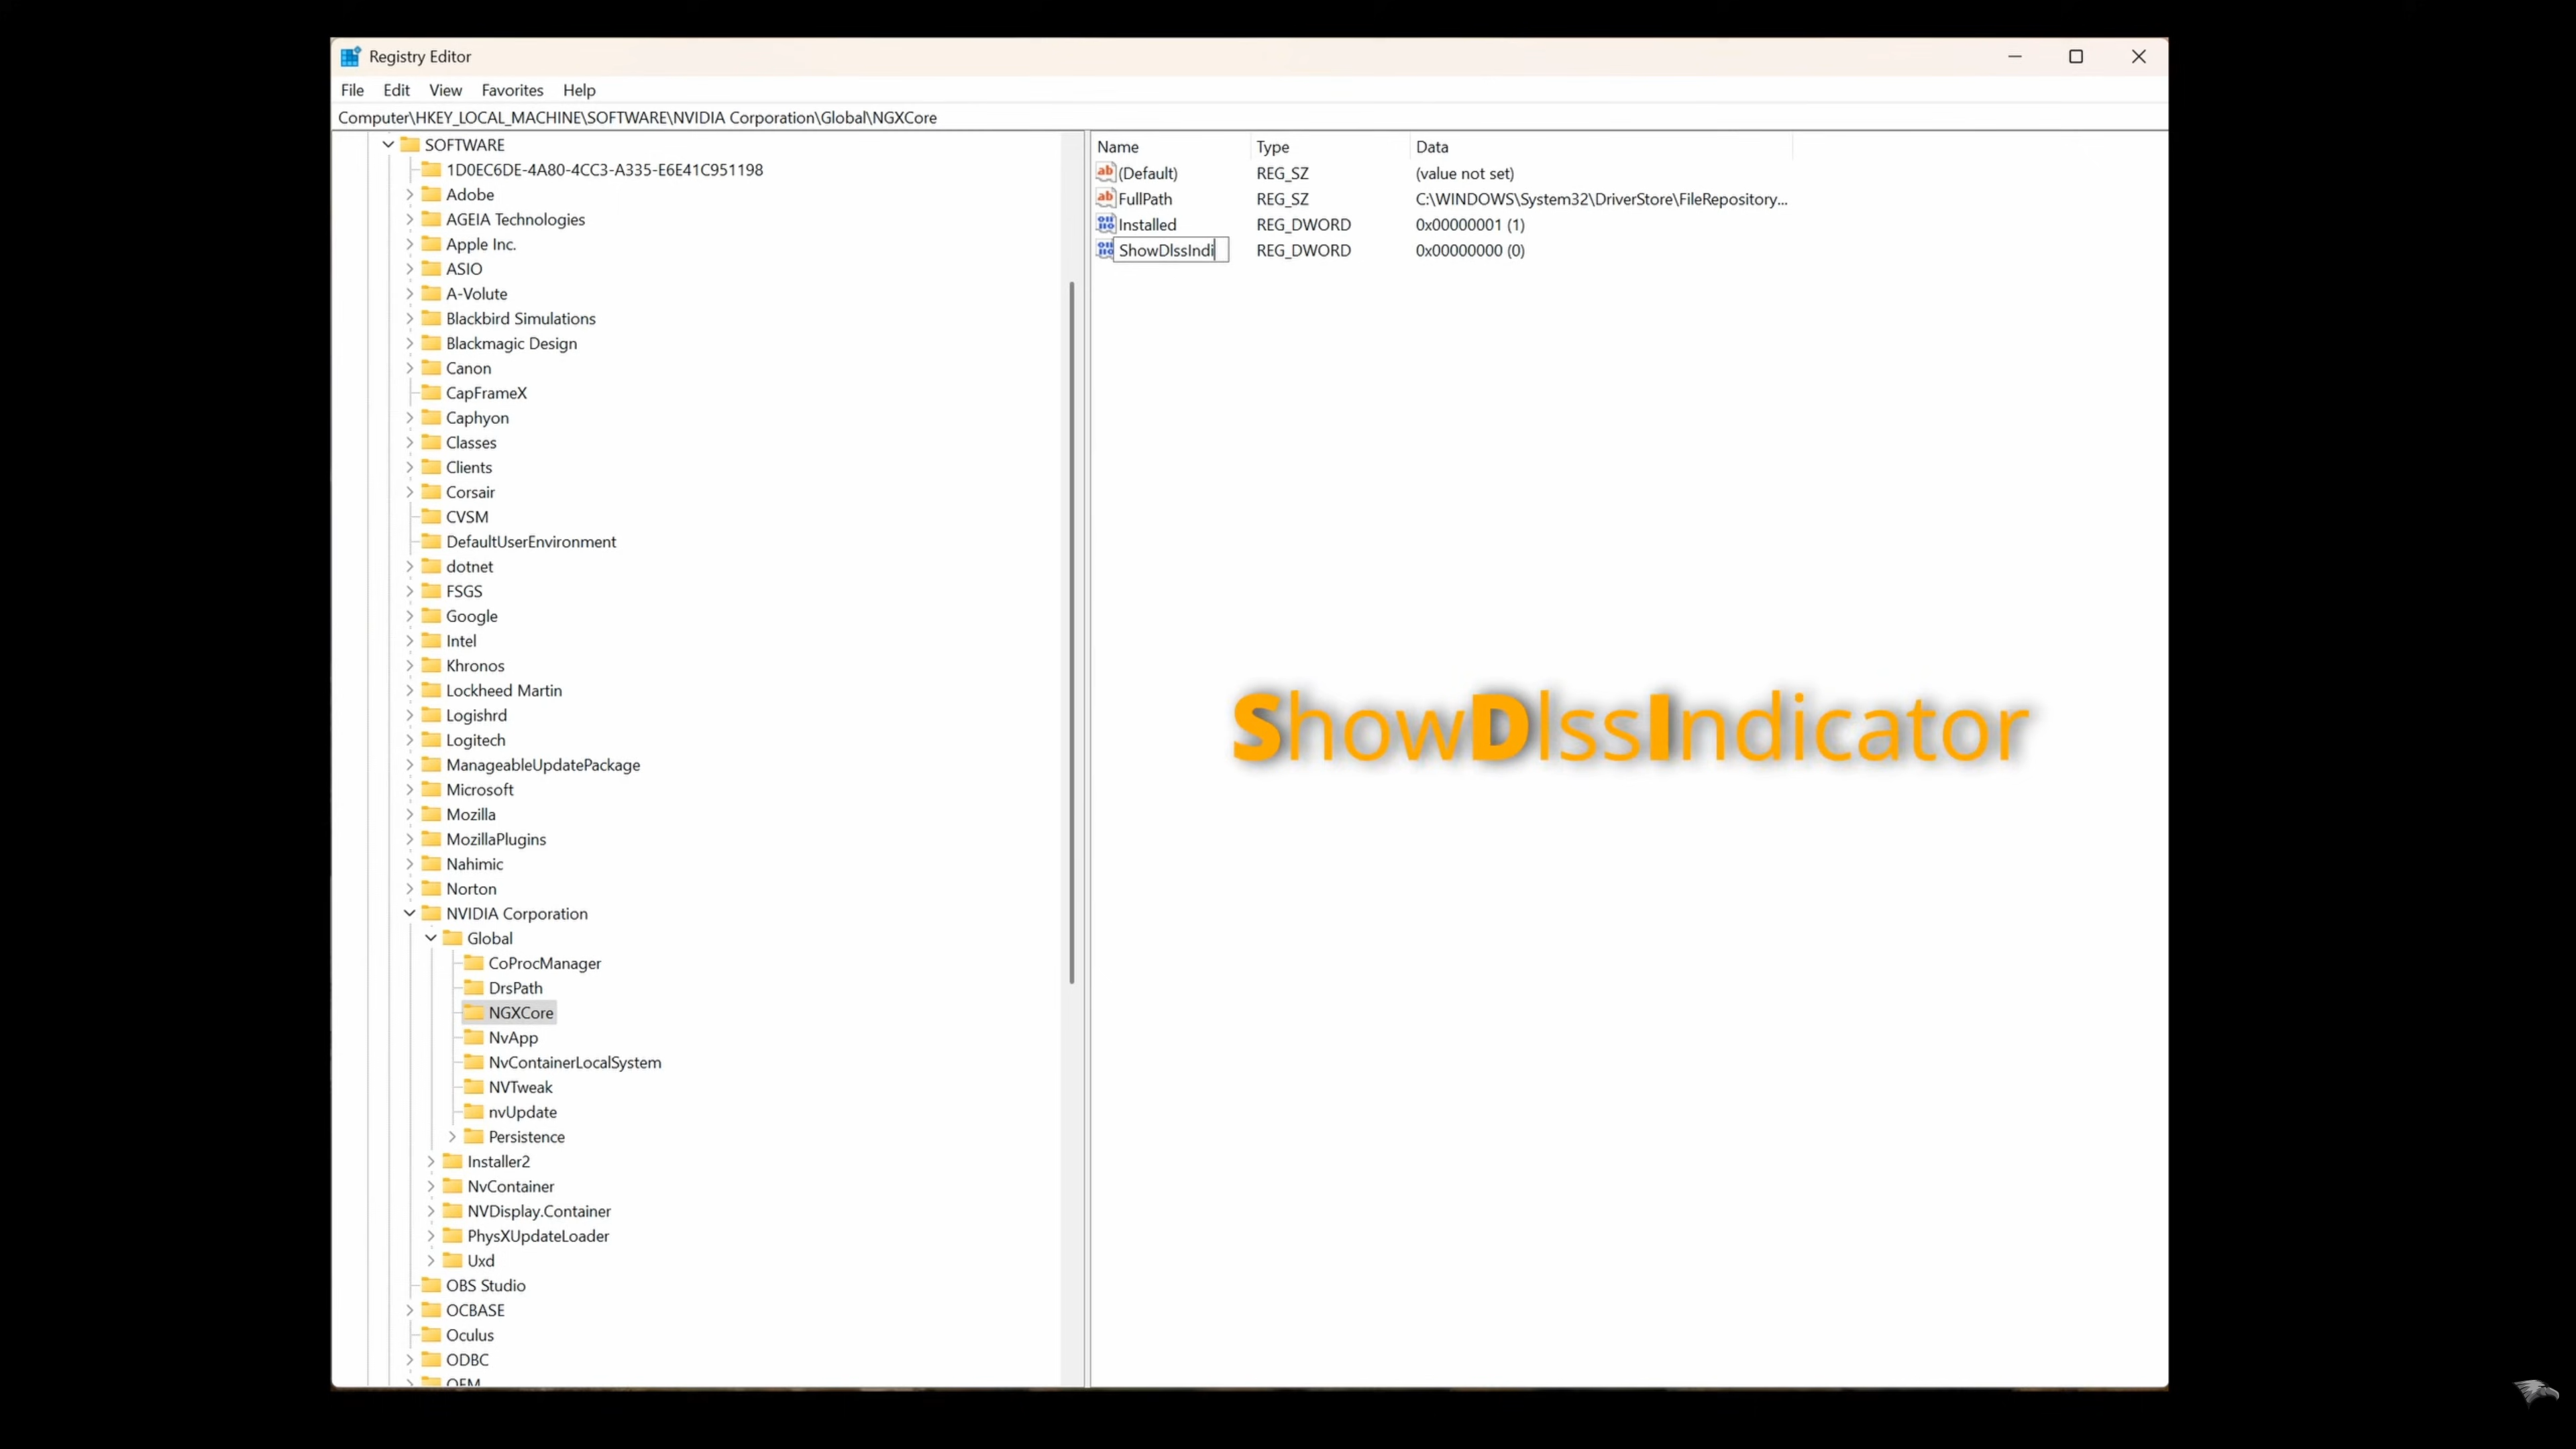 Registry Editor
File Edit View Favorites Help
Computer\HKEY_LOCAL_MACHINE\SOFTWARE\NVIDIA Corporation\Global\NGXCore
SOFTWARE
1D0EC6DE-4A80-4CC3-A335-E6E41C951198
Adobe
AGEIA Technologies
Apple Inc.
ASIO
A-Volute
Blackbird Simulations
Blackmagic Design
Canon
CapFrameX
Caphyon
Classes
Clients
Corsair
CVSM
DefaultUserEnvironment
dotnet
FSGS
Google
Intel
Khronos
Lockheed Martin
Logishrd
Logitech
ManageableUpdatePackage
Microsoft
Mozilla
MozillaPlugins
Nahimic
Norton
NVIDIA Corporation
Global
CoProcManager
DrsPath
NGXCore
NvApp
NvContainerLocalSystem
NVTweak
nvUpdate
Persistence
Installer2
NvContainer
NVDisplay.Container
PhysXUpdateLoader
Uxd
OBS Studio
OCBASE
Oculus
ODBC
OEM
Name Type Data
(Default) REG_SZ (value not set)
FullPath REG_SZ C:\WINDOWS\System32\DriverStore\FileRepository...
Installed REG_DWORD 0x00000001 (1)
ShowDlssIndi REG_DWORD 0x00000000 (0)
ShowDlssIndicator